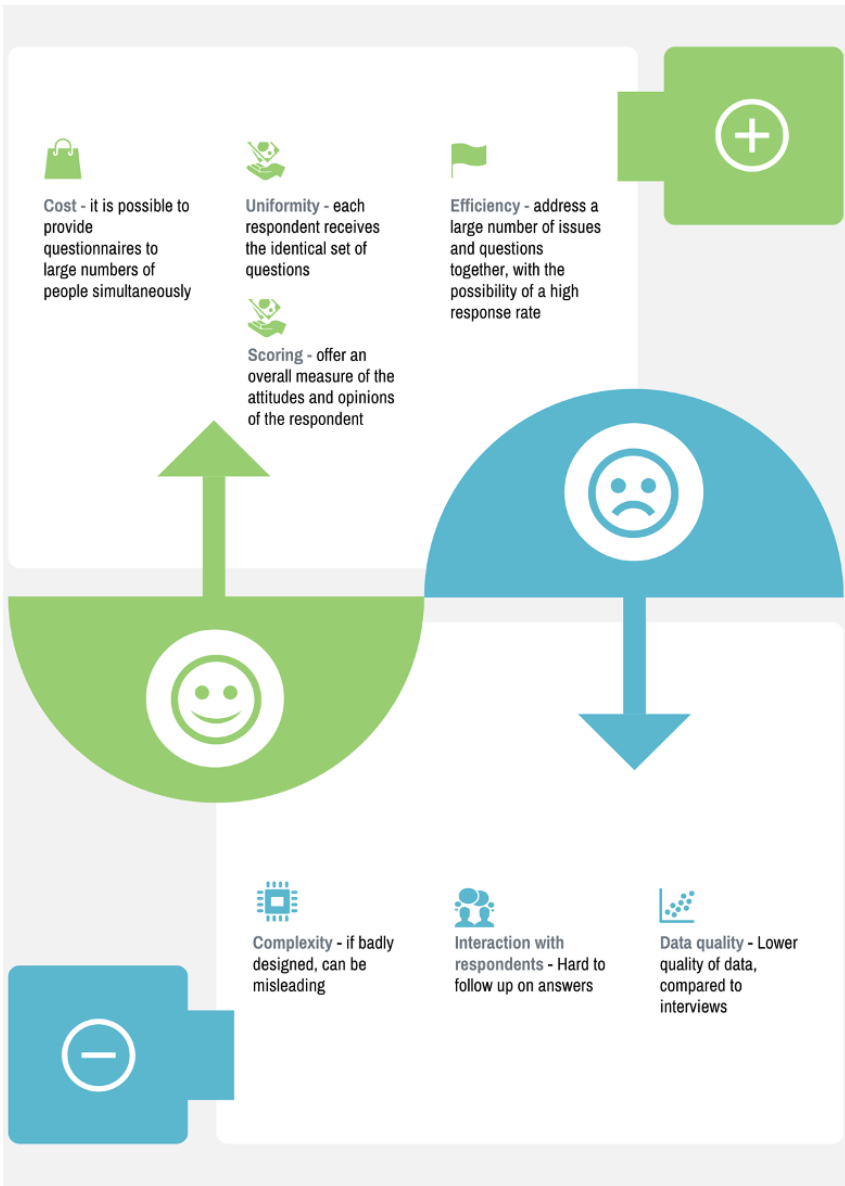 Cost - it is possible to
provide
questionnaires to
large numbers of
people simultaneously
Uniformity - each
respondent receives
the identical set of
questions
Scoring - offer an
overall measure of the
attitudes and opinions
of the respondent
Efficiency - address a
large number of issues
and questions
together, with the
possibility of a high
response rate
Complexity - if badly
designed, can be
misleading
Interaction with
respondents - Hard to
follow up on answers
Data quality - Lower
quality of data,
compared to
interviews